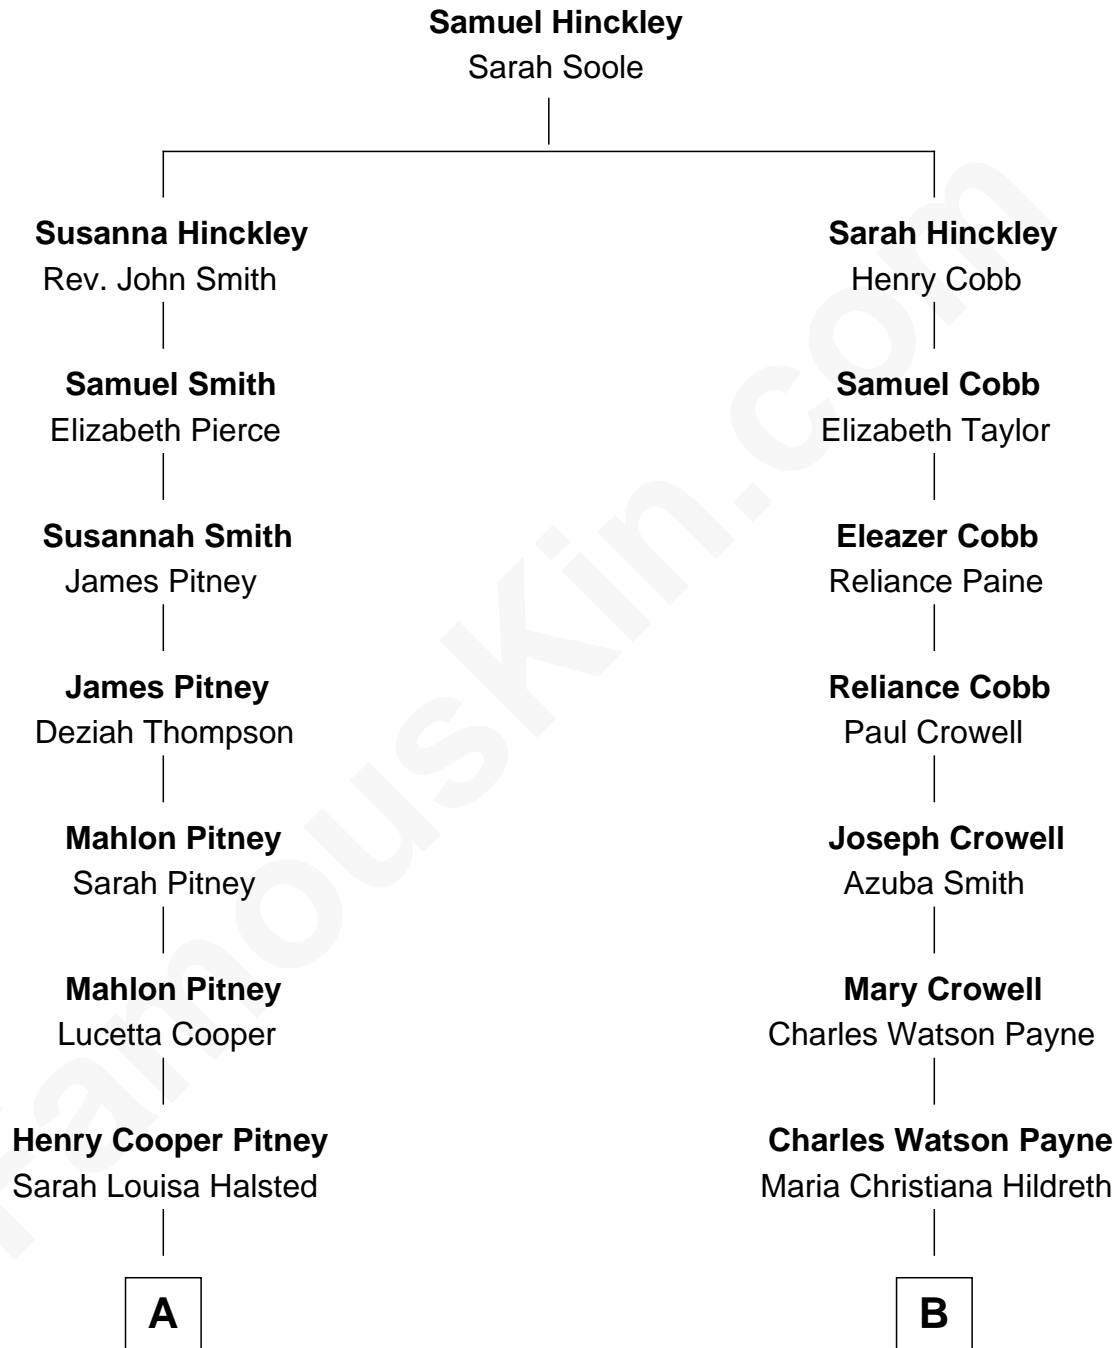 Samuel Hinckley
Sarah Soole
Susanna Hinckley
Rev. John Smith
Sarah Hinckley
Henry Cobb
Samuel Smith
Elizabeth Pierce
Samuel Cobb
Elizabeth Taylor
Susannah Smith
James Pitney
Eleazer Cobb
Reliance Paine
James Pitney
Deziah Thompson
Reliance Cobb
Paul Crowell
Mahlon Pitney
Sarah Pitney
Joseph Crowell
Azuba Smith
Mahlon Pitney
Lucetta Cooper
Mary Crowell
Charles Watson Payne
Henry Cooper Pitney
Sarah Louisa Halsted
Charles Watson Payne
Maria Christiana Hildreth
A
B
FamousKin.com